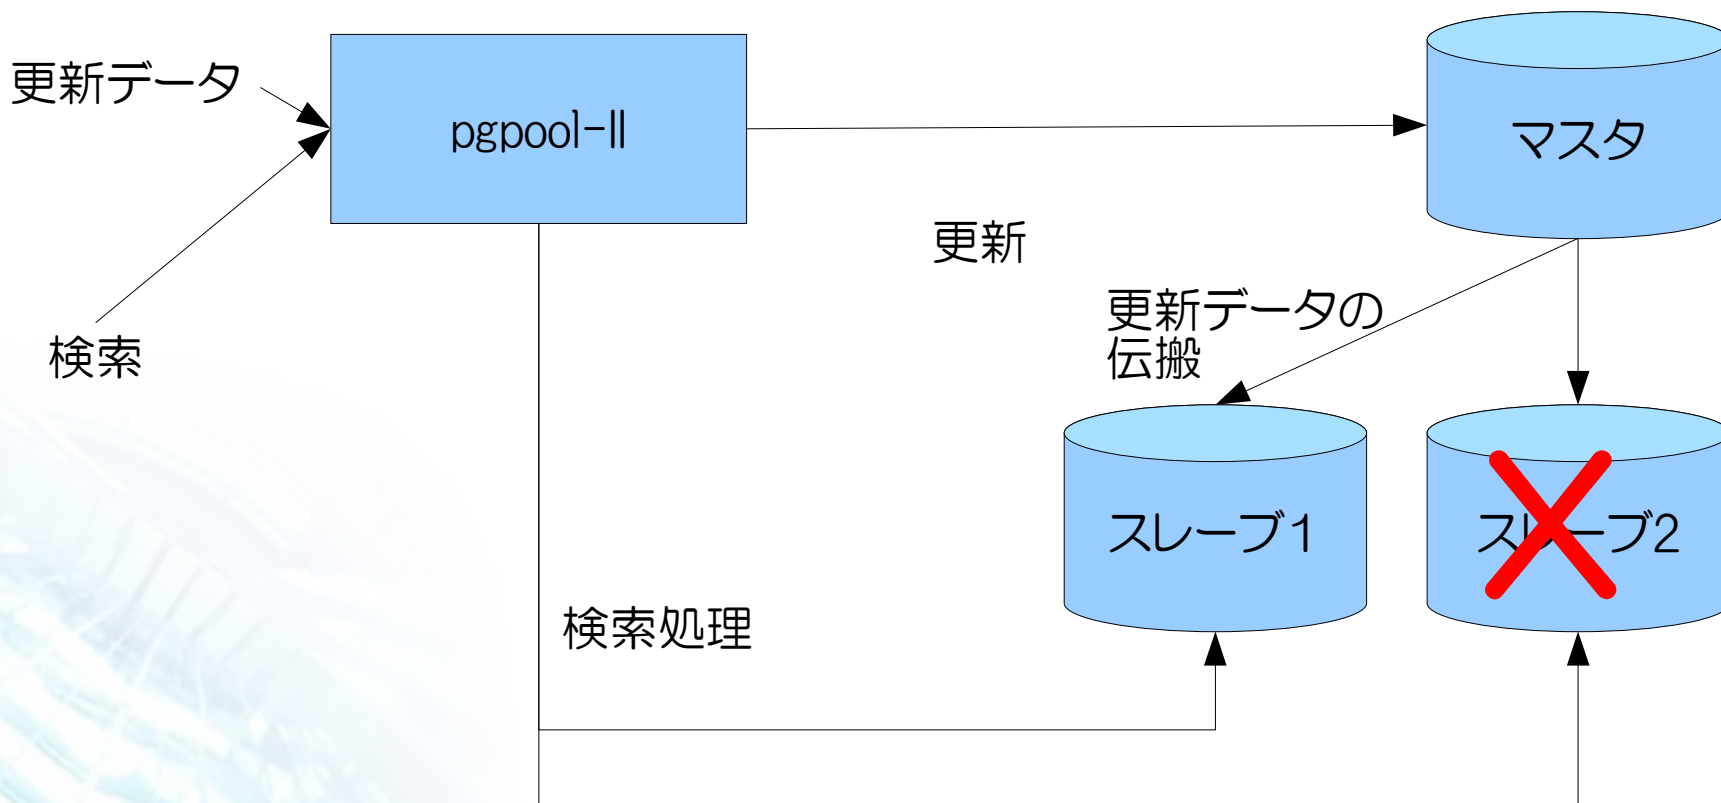 更新データ
pgpool-II
マスタ
更新
更新データの
伝搬
検索
スレーブ1
スレーブ2
検索処理